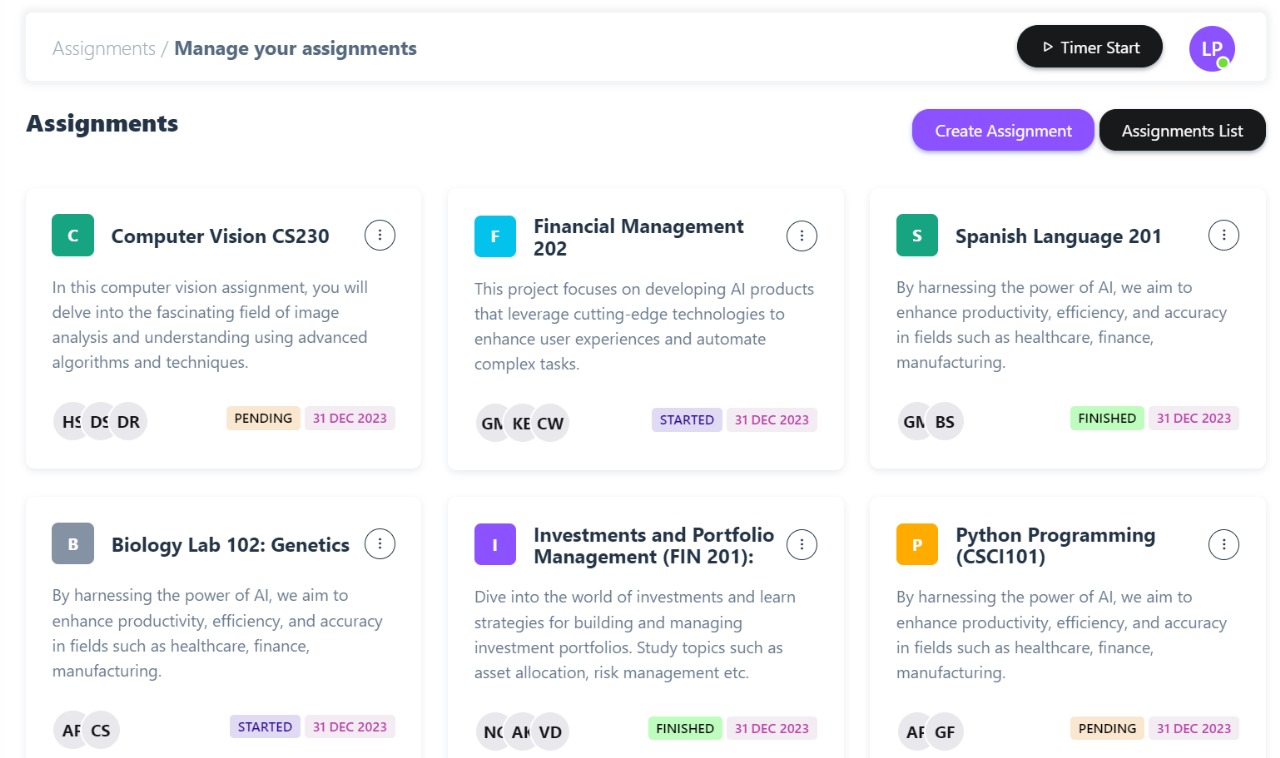 Assignments / Manage your assignments
Timer Start
LP
Assignments
Create Assignment
Assignments List
C
Computer Vision CS230
In this computer vision assignment, you will
delve into the fascinating field of image
analysis and understanding using advanced
algorithms and techniques.
HS DS DR
PENDING
31 DEC 2023
F
Financial Management
202
This project focuses on developing AI products
that leverage cutting-edge technologies to
enhance user experiences and automate
complex tasks.
GM KE CW
STARTED
31 DEC 2023
S
Spanish Language 201
By harnessing the power of AI, we aim to
enhance productivity, efficiency, and accuracy
in fields such as healthcare, finance,
manufacturing.
GM BS
FINISHED
31 DEC 2023
B
Biology Lab 102: Genetics
By harnessing the power of AI, we aim to
enhance productivity, efficiency, and accuracy
in fields such as healthcare, finance,
manufacturing.
CS
STARTED
31 DEC 2023
I
Investments and Portfolio
Management (FIN 201):
Dive into the world of investments and learn
strategies for building and managing
investment portfolios. Study topics such as
asset allocation, risk management etc.
VD
FINISHED
31 DEC 2023
P
Python Programming
(CSCI101)
By harnessing the power of AI, we aim to
enhance productivity, efficiency, and accuracy
in fields such as healthcare, finance,
manufacturing.
GF
PENDING
31 DEC 2023